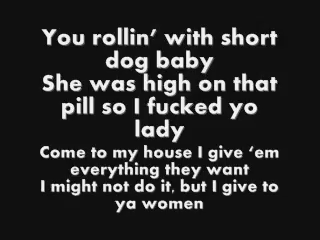 You rollin' with short
dog baby
She was high on that
pill so I fucked yo
lady
Come to my house I give 'em
everything they want
I might not do it, but I give to
ya women